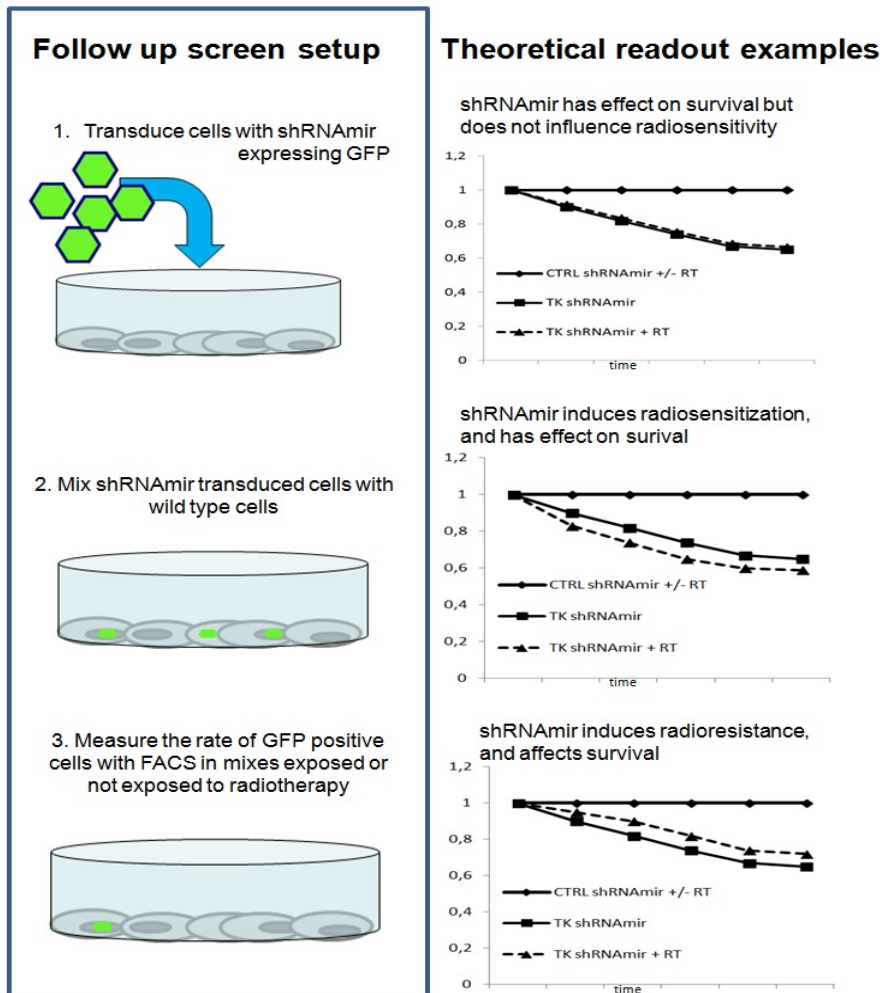 Follow up screen setup
1. Transduce cells with shRNAmir
expressing GFP
2. Mix shRNAmir transduced cells with
wild type cells
3. Measure the rate of GFP positive
cells with FACS in mixes exposed or
not exposed to radiotherapy
Theoretical readout examples
shRNAmir has effect on survival but
does not influence radiosensitivity
1,2
1
0,8
0,6
0,4
0,2
0
CTRL shRNAmir +/- RT
TK shRNAmir
TK shRNAmir + RT
time
shRNAmir induces radiosensitization,
and has effect on surival
1,2
1
0,8
0,6
0,4
0,2
0
CTRL shRNAmir +/- RT
TK shRNAmir
TK shRNAmir + RT
time
shRNAmir induces radioresistance,
and affects survival
1,2
1
0,8
0,6
0,4
0,2
0
CTRL shRNAmir +/- RT
TK shRNAmir
TK shRNAmir + RT
time